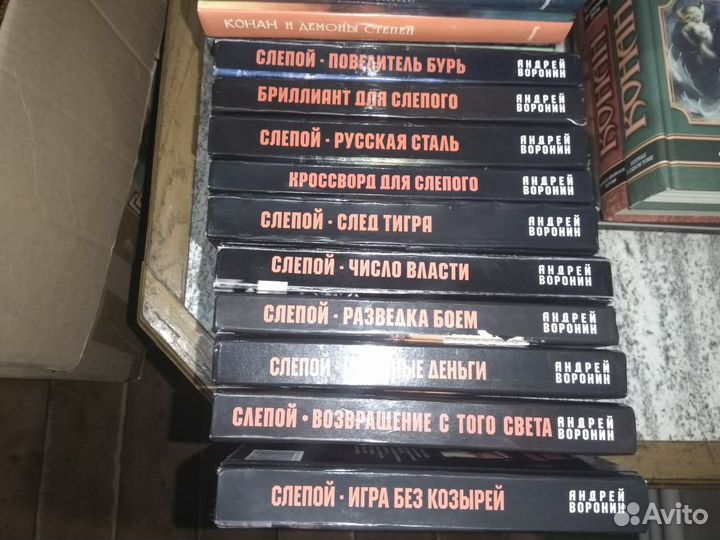 КОНАН И ДЕМОНЫ СТЕПЕЙ
СЛЕПОЙ · ПОВЕЛИТЕЛЬ БУРЬ
АНДРЕЙ
ВОРОНИН
БРИЛЛИАНТ ДЛЯ СЛЕПОГО
АНДРЕЙ
ВОРОНИН
СЛЕПОЙ · РУССКАЯ СТАЛЬ
АНДРЕЙ
ВОРОНИН
КРОССВОРД ДЛЯ СЛЕПОГО
АНДРЕЙ
ВОРОНИН
СЛЕПОЙ · СЛЕД ТИГРА
АНДРЕЙ
ВОРОНИН
СЛЕПОЙ · ЧИСЛО ВЛАСТИ
АНДРЕЙ
ВОРОНИН
СЛЕПОЙ · РАЗВЕДКА БОЕМ
АНДРЕЙ
ВОРОНИН
СЛЕПОЙ · ДЕНЬГИ
АНДРЕЙ
ВОРОНИН
СЛЕПОЙ · ВОЗВРАЩЕНИЕ С ТОГО СВЕТА
АНДРЕЙ
ВОРОНИН
СЛЕПОЙ · ИГРА БЕЗ КОЗЫРЕЙ
АНДРЕЙ
ВОРОНИН
КОНАН
КОНАН
Avito